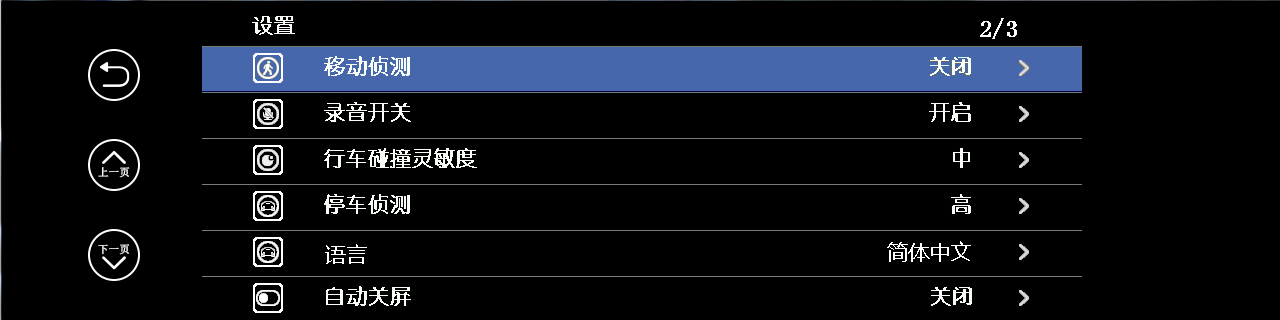 设置 2/3
移动侦测 关闭
录音开关 开启
上一页
行车碰撞灵敏度 中
停车侦测 高
下一页
语言 简体中文
自动关屏 关闭